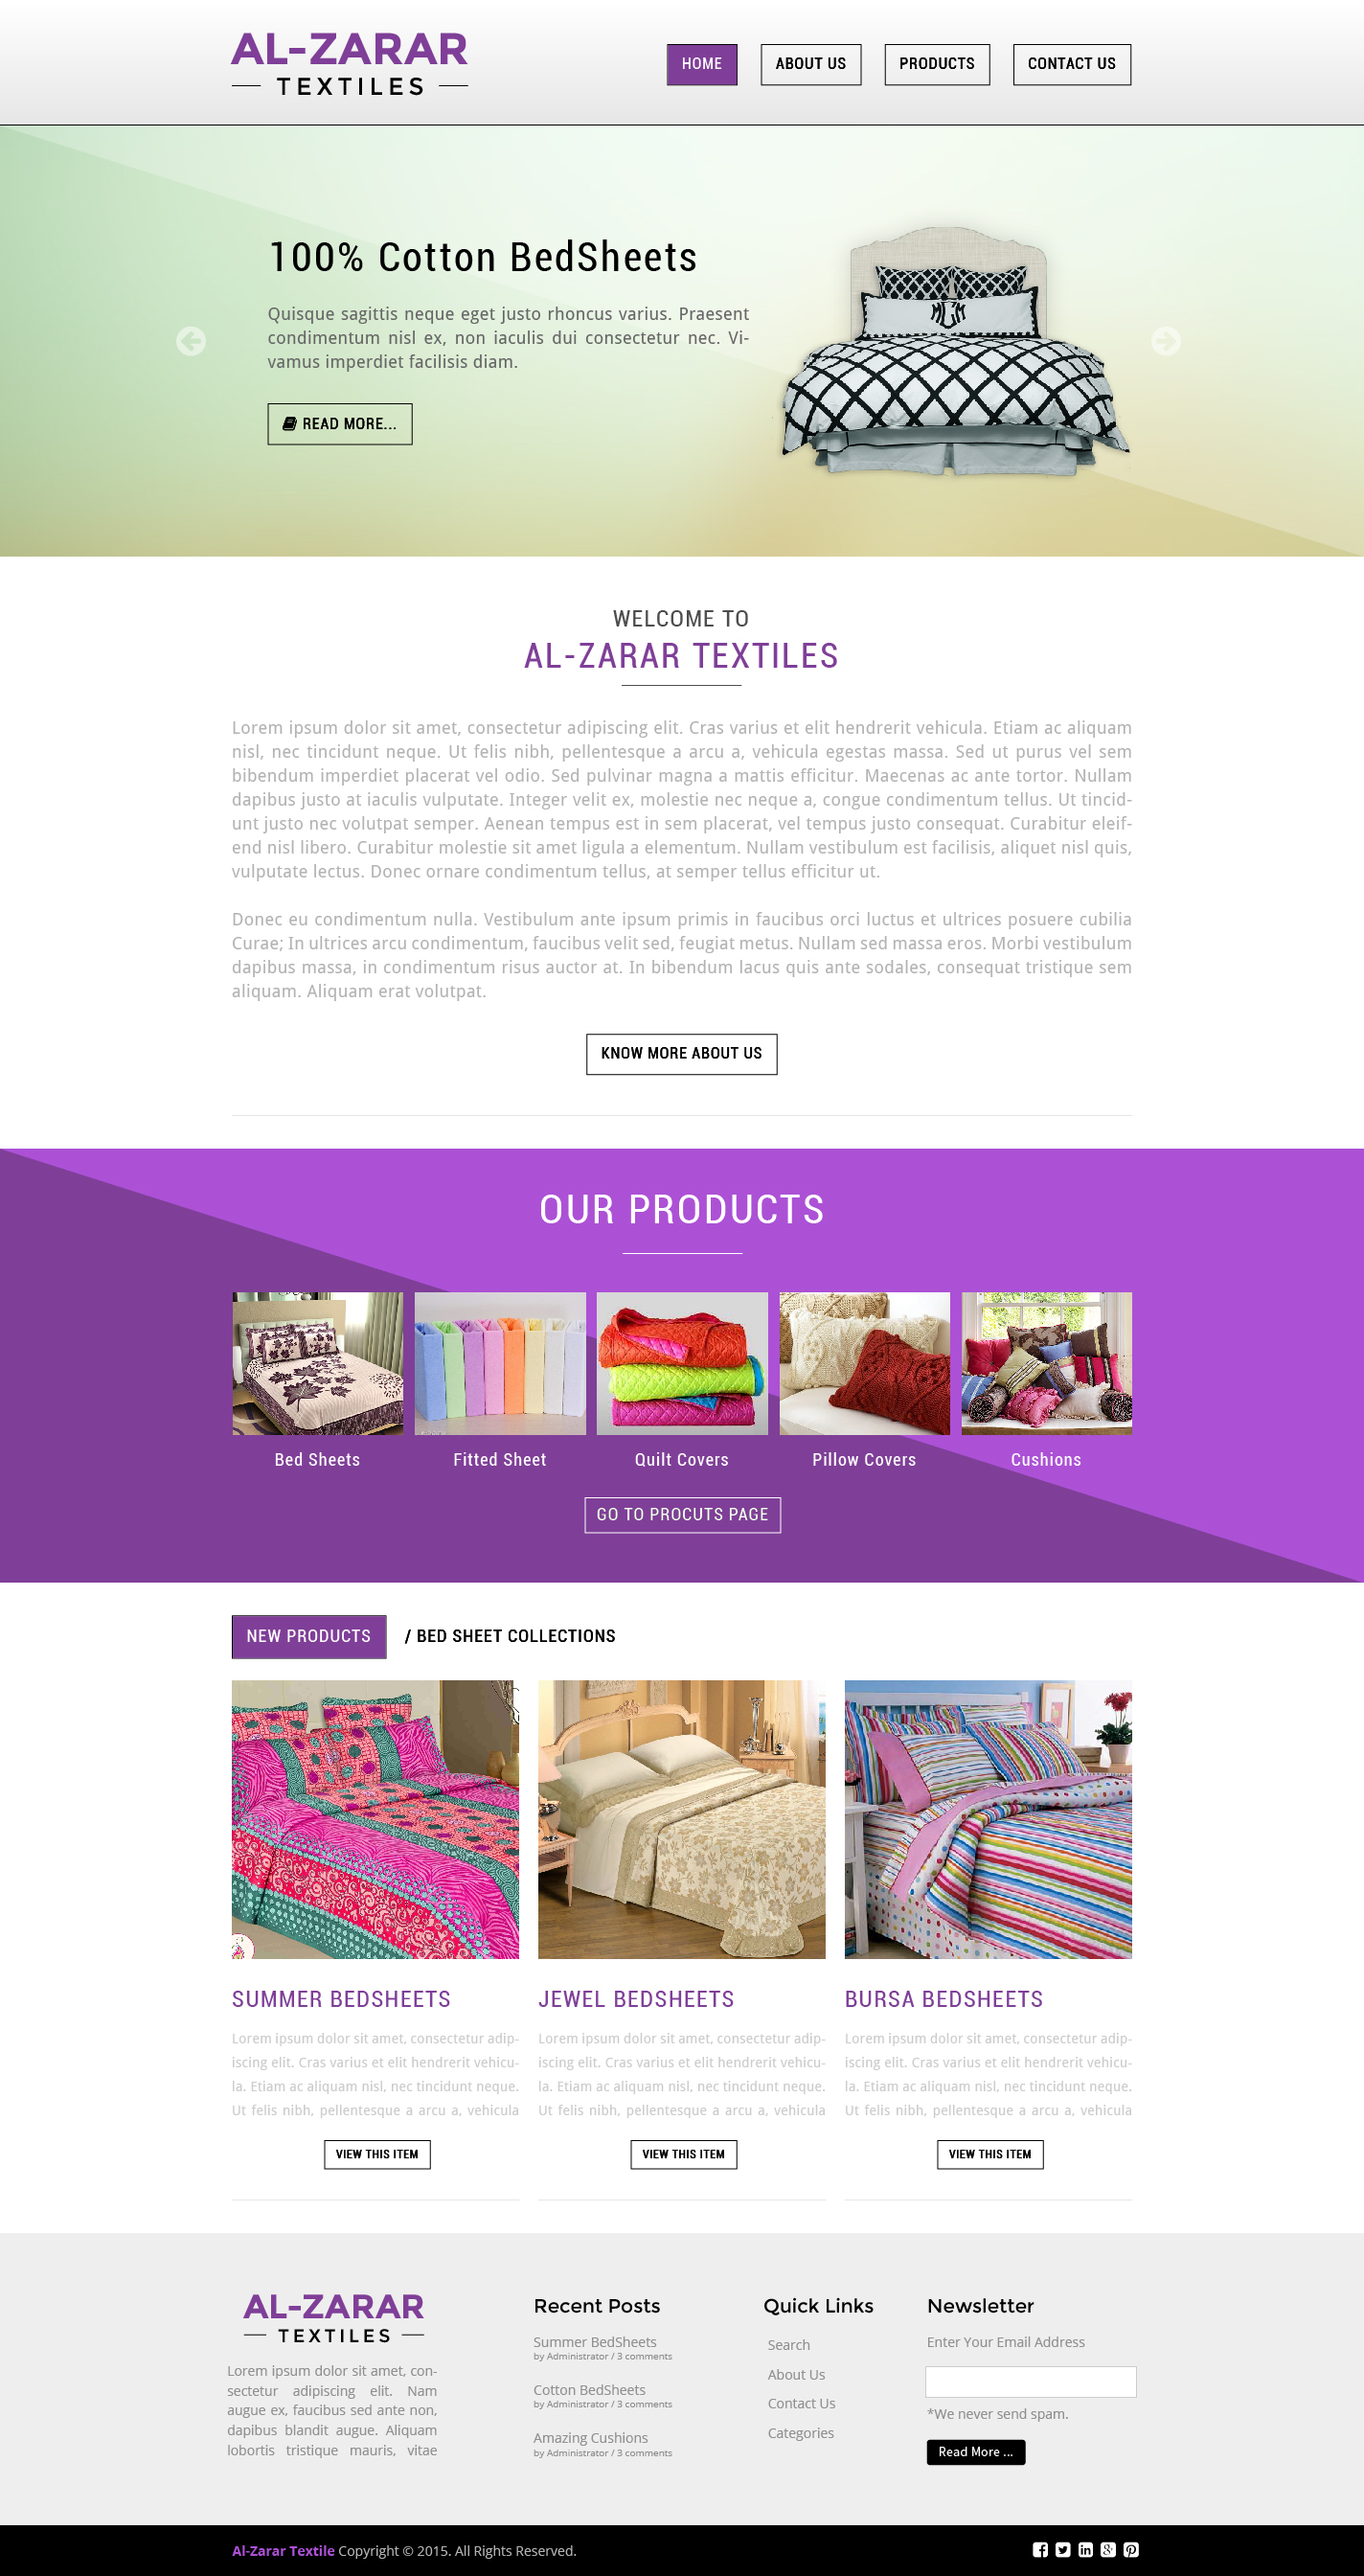 AL-ZARAR
TEXTILES
HOME
ABOUT US
PRODUCTS
CONTACT US
100% Cotton BedSheets
Quisque sagittis neque eget justo rhoncus varius. Praesent
condimentum nisl ex, non iaculis dui consectetur nec. Vi-
vamus imperdiet facilisis diam.
READ MORE...
WELCOME TO
AL-ZARAR TEXTILES
Lorem ipsum dolor sit amet, consectetur adipiscing elit. Cras varius et elit hendrerit vehicula. Etiam ac aliquam
nisl, nec tincidunt neque. Ut felis nibh, pellentesque a arcu a, vehicula egestas massa. Sed ut purus vel sem
bibendum imperdiet placerat vel odio. Sed pulvinar magna a mattis efficitur. Maecenas ac ante tortor. Nullam
dapibus justo at iaculis vulputate. Integer velit ex, molestie nec neque a, congue condimentum tellus. Ut tincid-
unt justo nec volutpat semper. Aenean tempus est in sem placerat, vel tempus justo consequat. Curabitur eleif-
end nisl libero. Curabitur molestie sit amet ligula a elementum. Nullam vestibulum est facilisis, aliquet nisl quis,
vulputate lectus. Donec ornare condimentum tellus, at semper tellus efficitur ut.
Donec eu condimentum nulla. Vestibulum ante ipsum primis in faucibus orci luctus et ultrices posuere cubilia
Curae; In ultrices arcu condimentum, faucibus velit sed, feugiat metus. Nullam sed massa eros. Morbi vestibulum
dapibus massa, in condimentum risus auctor at. In bibendum lacus quis ante sodales, consequat tristique sem
aliquam. Aliquam erat volutpat.
KNOW MORE ABOUT US
OUR PRODUCTS
Bed Sheets
Fitted Sheet
Quilt Covers
Pillow Covers
Cushions
GO TO PROCUTS PAGE
NEW PRODUCTS
/ BED SHEET COLLECTIONS
SUMMER BEDSHEETS
Lorem ipsum dolor sit amet, consectetur adip-
iscing elit. Cras varius et elit hendrerit vehicu-
la. Etiam ac aliquam nisl, nec tincidunt neque.
Ut felis nibh, pellentesque a arcu a, vehicula
VIEW THIS ITEM
JEWEL BEDSHEETS
Lorem ipsum dolor sit amet, consectetur adip-
iscing elit. Cras varius et elit hendrerit vehicu-
la. Etiam ac aliquam nisl, nec tincidunt neque.
Ut felis nibh, pellentesque a arcu a, vehicula
VIEW THIS ITEM
BURSA BEDSHEETS
Lorem ipsum dolor sit amet, consectetur adip-
iscing elit. Cras varius et elit hendrerit vehicu-
la. Etiam ac aliquam nisl, nec tincidunt neque.
Ut felis nibh, pellentesque a arcu a, vehicula
VIEW THIS ITEM
AL-ZARAR
TEXTILES
Lorem ipsum dolor sit amet, con-
sectetur adipiscing elit. Nam
augue ex, faucibus sed ante non,
dapibus blandit augue. Aliquam
lobortis tristique mauris, vitae
Recent Posts
Summer BedSheets
by Administrator / 3 comments
Cotton BedSheets
by Administrator / 3 comments
Amazing Cushions
by Administrator / 3 comments
Quick Links
Search
About Us
Contact Us
Categories
Newsletter
Enter Your Email Address
*We never send spam.
Read More ...
Al-Zarar Textile Copyright © 2015. All Rights Reserved.